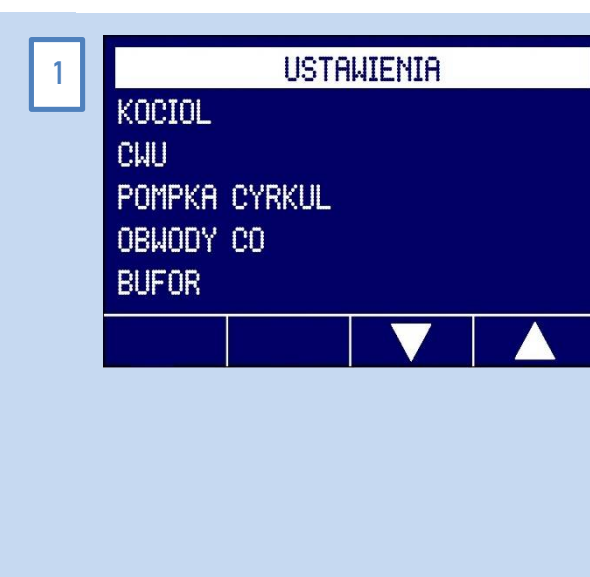 1
USTAWIENIA
KOCIOL
CWU
POMPKA CYRKUL
OBWODY CO
BUFOR